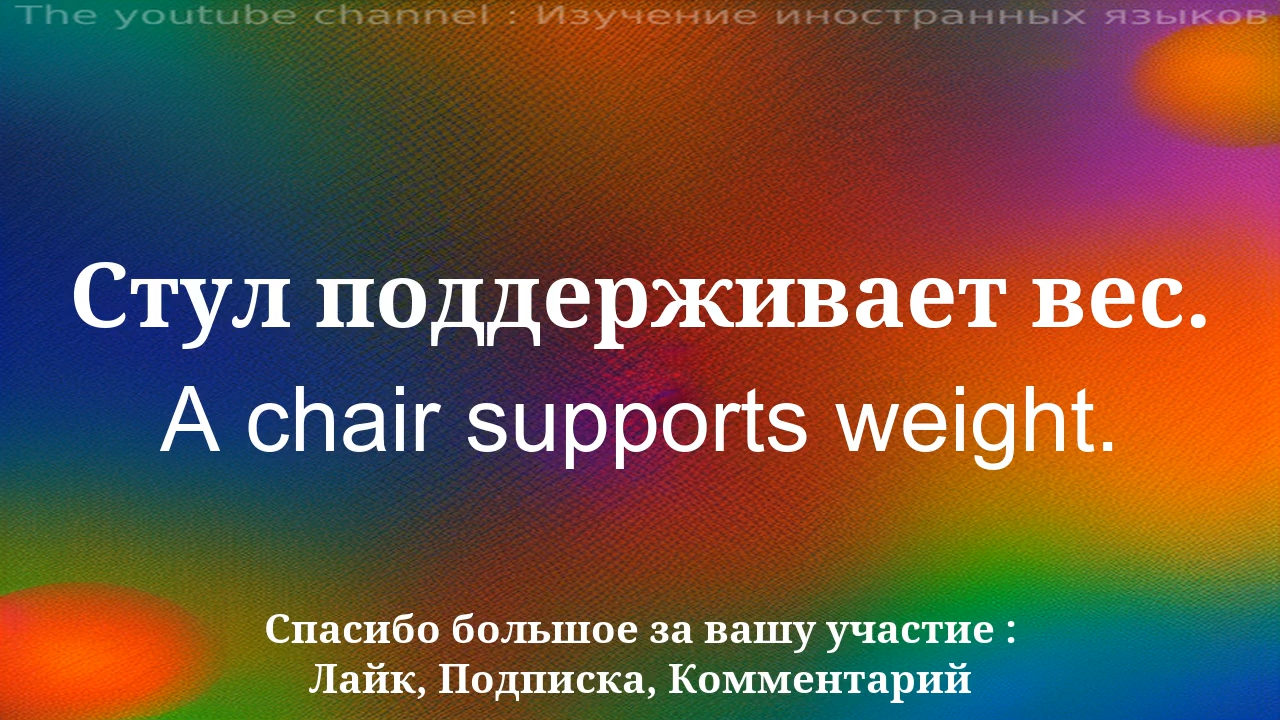 The youtube channel : Изучение иностранных языков
Стул поддерживает вес.
A chair supports weight.
Спасибо большое за вашу участие :
Лайк, Подписка, Комментарий